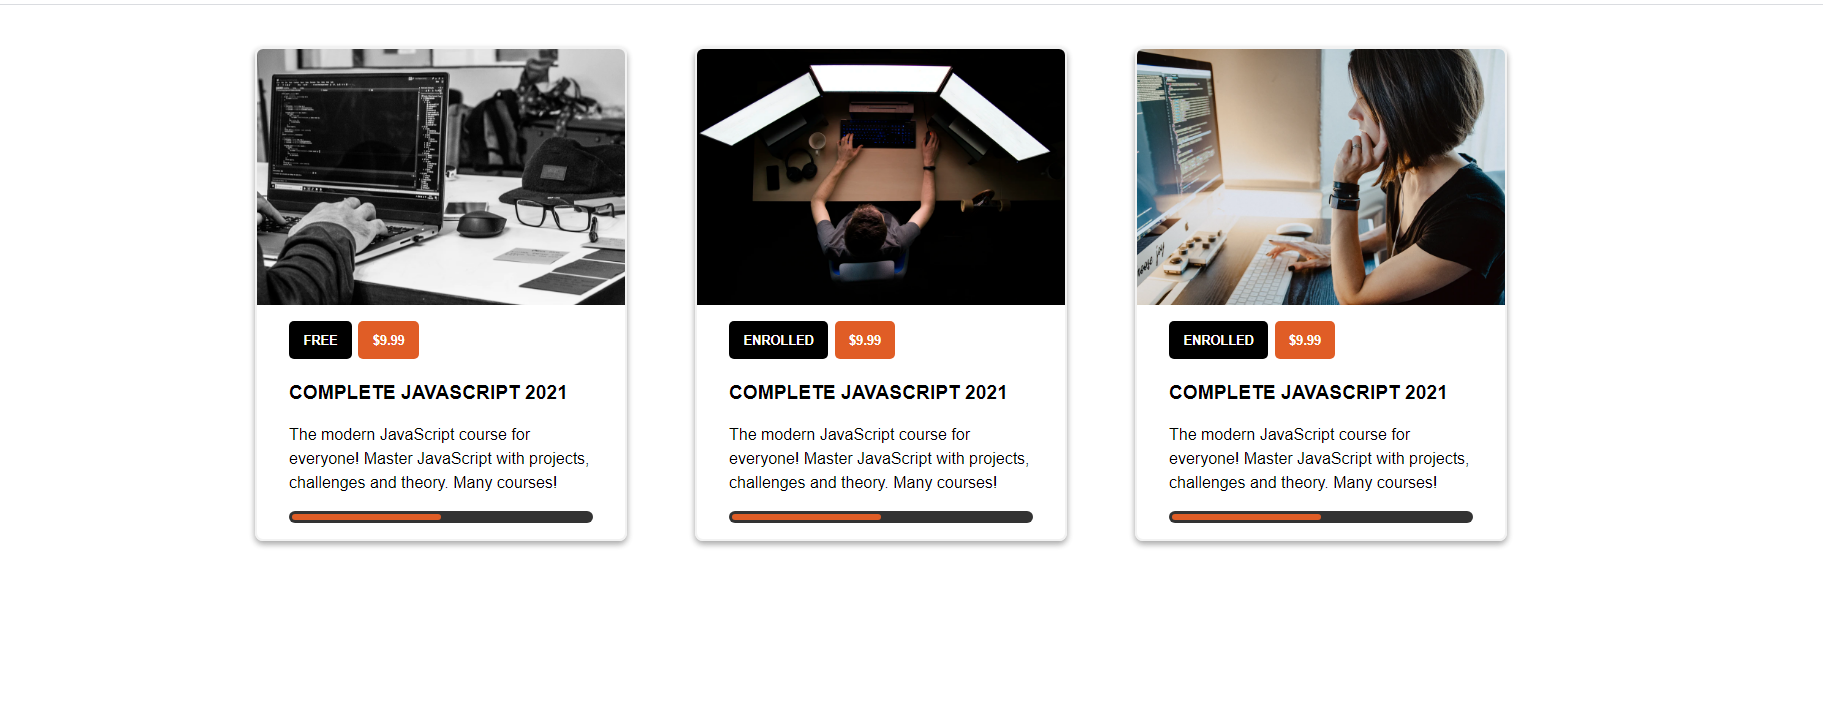 FREE $9.99
COMPLETE JAVASCRIPT 2021
The modern JavaScript course for
everyone! Master JavaScript with projects,
challenges and theory. Many courses!
ENROLLED $9.99
COMPLETE JAVASCRIPT 2021
The modern JavaScript course for
everyone! Master JavaScript with projects,
challenges and theory. Many courses!
ENROLLED $9.99
COMPLETE JAVASCRIPT 2021
The modern JavaScript course for
everyone! Master JavaScript with projects,
challenges and theory. Many courses!